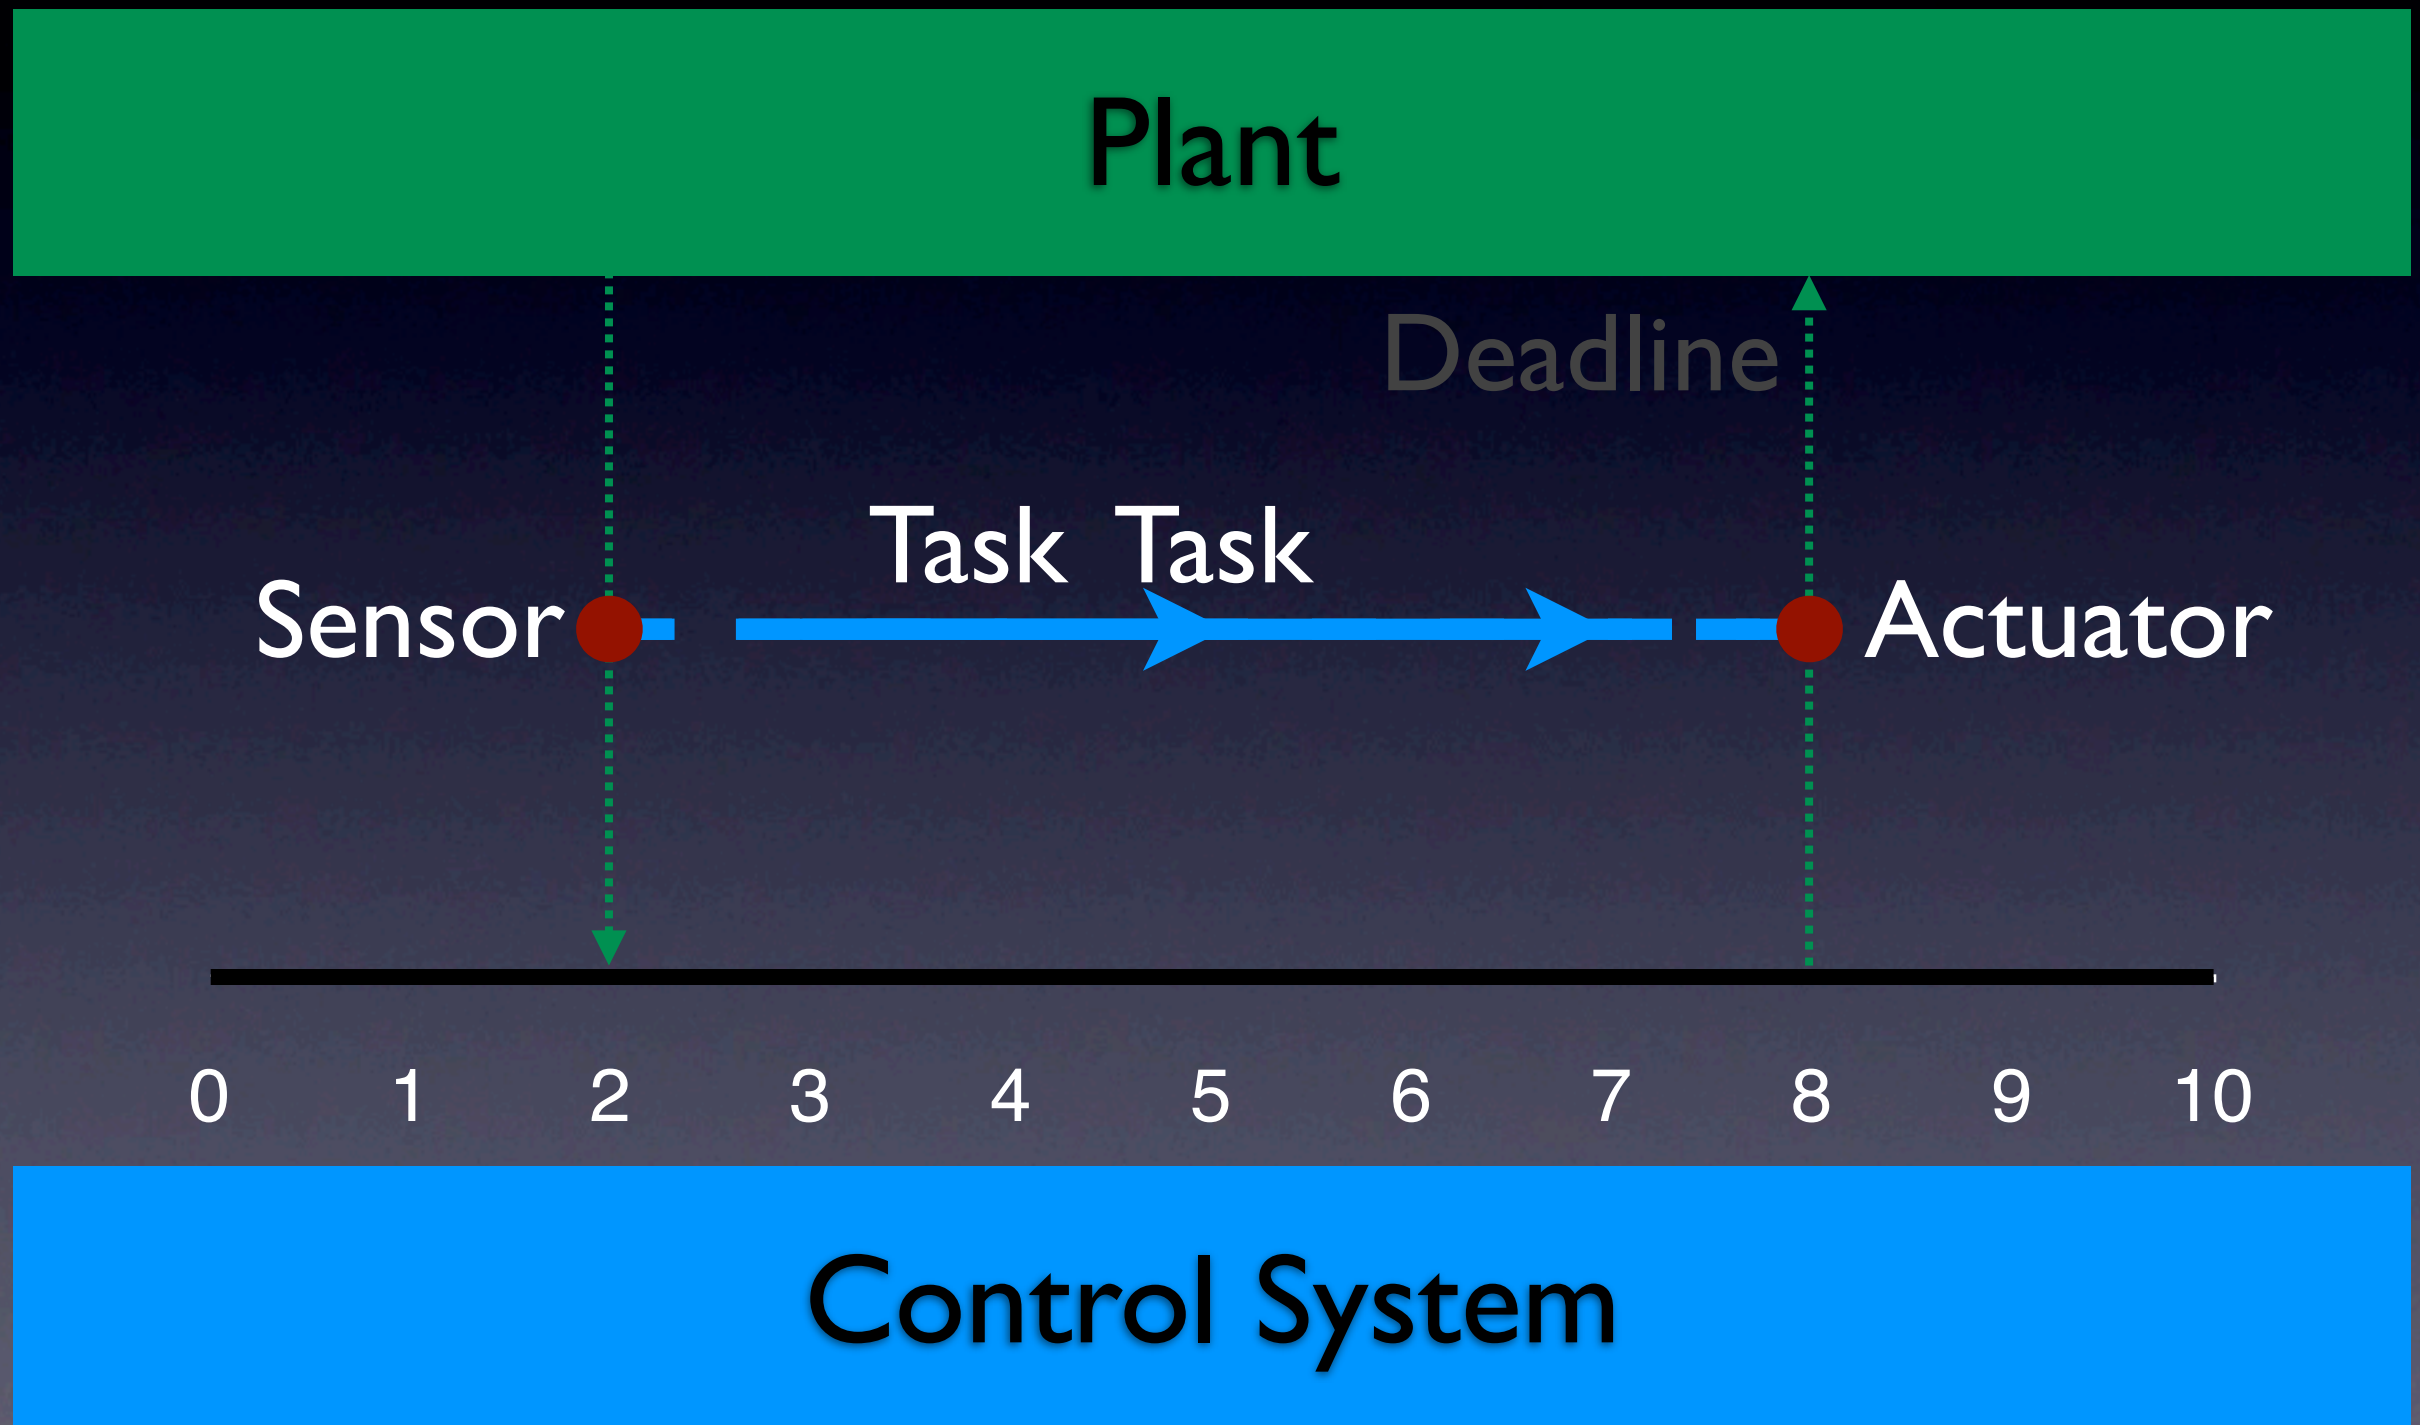 Plant
Deadline
Task Task
Sensor Actuator
0 1 2 3 4 5 6 7 8 9 10
Control System